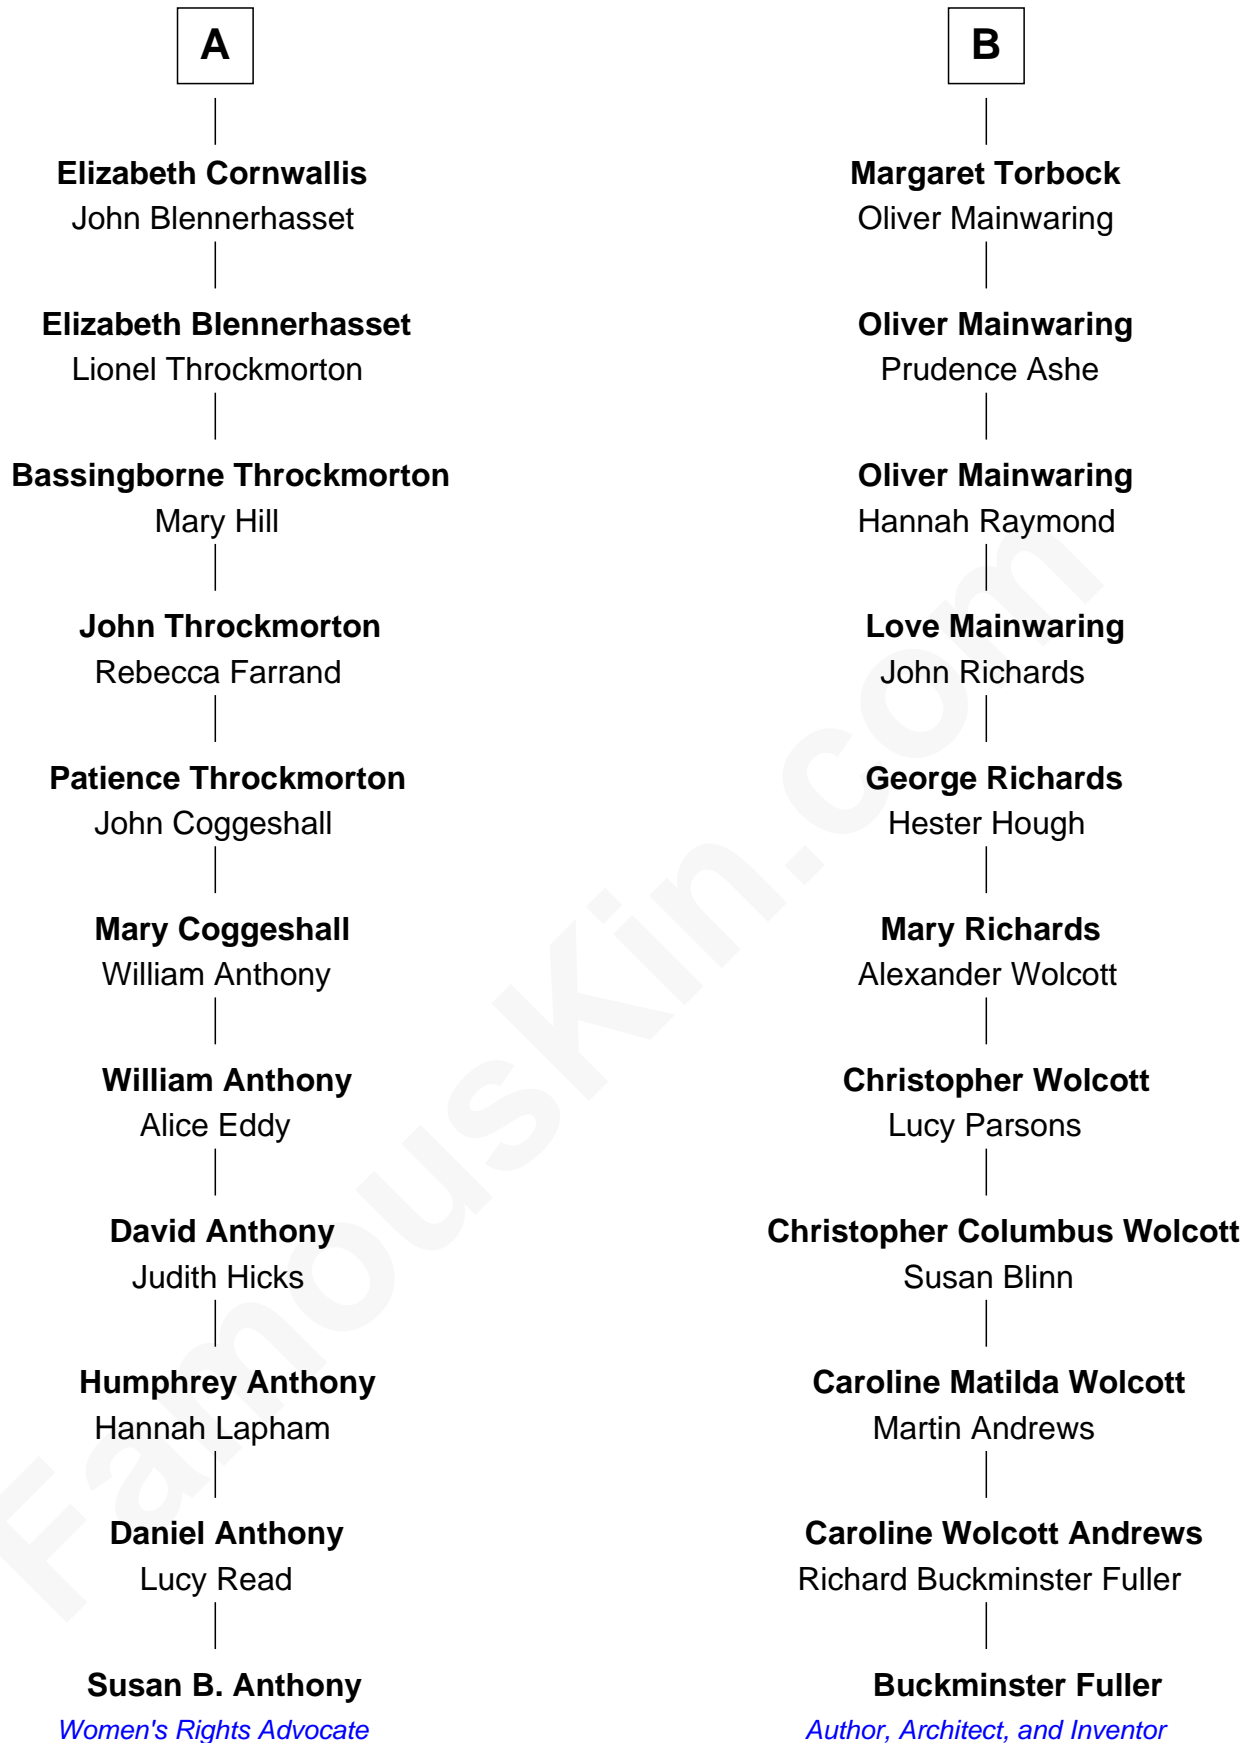 A
Elizabeth Cornwallis
John Blennerhasset
Elizabeth Blennerhasset
Lionel Throckmorton
Bassingborne Throckmorton
Mary Hill
John Throckmorton
Rebecca Farrand
Patience Throckmorton
John Coggeshall
Mary Coggeshall
William Anthony
William Anthony
Alice Eddy
David Anthony
Judith Hicks
Humphrey Anthony
Hannah Lapham
Daniel Anthony
Lucy Read
Susan B. Anthony
Women's Rights Advocate
B
Margaret Torbock
Oliver Mainwaring
Oliver Mainwaring
Prudence Ashe
Oliver Mainwaring
Hannah Raymond
Love Mainwaring
John Richards
George Richards
Hester Hough
Mary Richards
Alexander Wolcott
Christopher Wolcott
Lucy Parsons
Christopher Columbus Wolcott
Susan Blinn
Caroline Matilda Wolcott
Martin Andrews
Caroline Wolcott Andrews
Richard Buckminster Fuller
Buckminster Fuller
Author, Architect, and Inventor
FamousKin.com